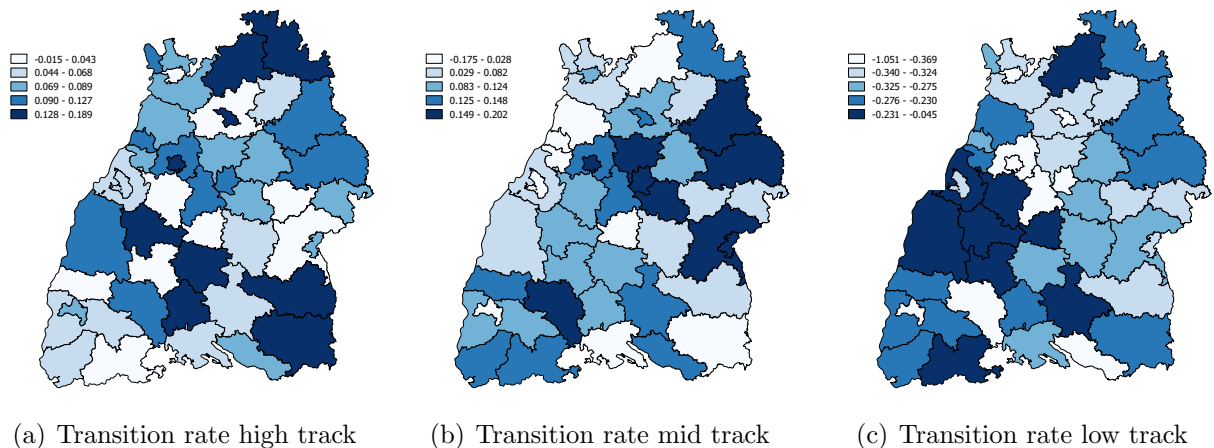 -0.015 - 0.043
0.044 - 0.068
0.069 - 0.089
0.090 - 0.127
0.128 - 0.189
-0.175 - 0.028
0.029 - 0.082
0.083 - 0.124
0.125 - 0.148
0.149 - 0.202
-1.051 - -0.369
-0.340 - -0.324
-0.325 - -0.275
-0.276 - -0.230
-0.231 - -0.045
(a) Transition rate high track
(b) Transition rate mid track
(c) Transition rate low track